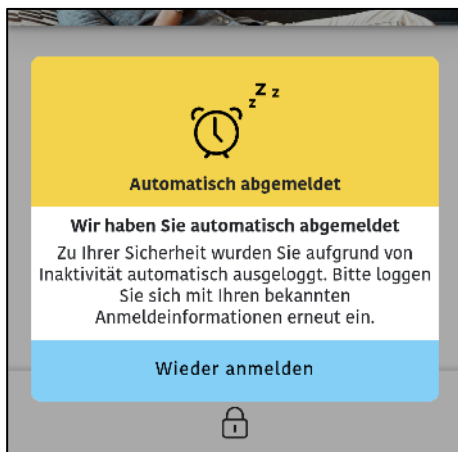 z z z
Automatisch abgemeldet
Wir haben Sie automatisch abgemeldet
Zu Ihrer Sicherheit wurden Sie aufgrund von
Inaktivität automatisch ausgeloggt. Bitte loggen
Sie sich mit Ihren bekannten
Anmeldeinformationen erneut ein.
Wieder anmelden